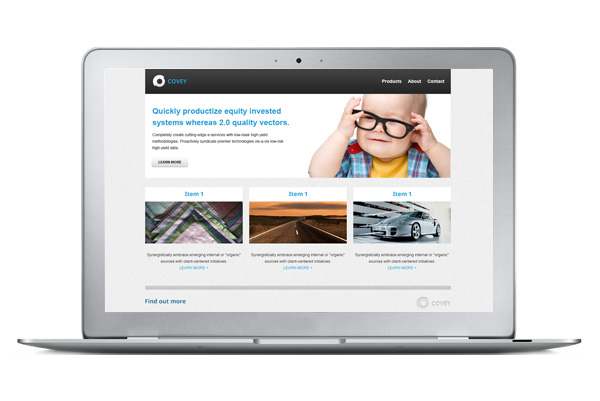 COVEY
Products About Contact
Quickly productize equity invested
systems whereas 2.0 quality vectors.
Completely create cutting-edge e-services with low-risk high-yield
methodologies. Proactively syndicate premier technologies vis-a-vis low-risk
high-yield data.
LEARN MORE
Item 1
Item 1
Item 1
Synergistically embrace emerging internal or "organic"
sources with client-centered initiatives
LEARN MORE +
Synergistically embrace emerging internal or "organic"
sources with client-centered initiatives
LEARN MORE +
Synergistically embrace emerging internal or "organic"
sources with client-centered initiatives
LEARN MORE +
Find out more
COVEY